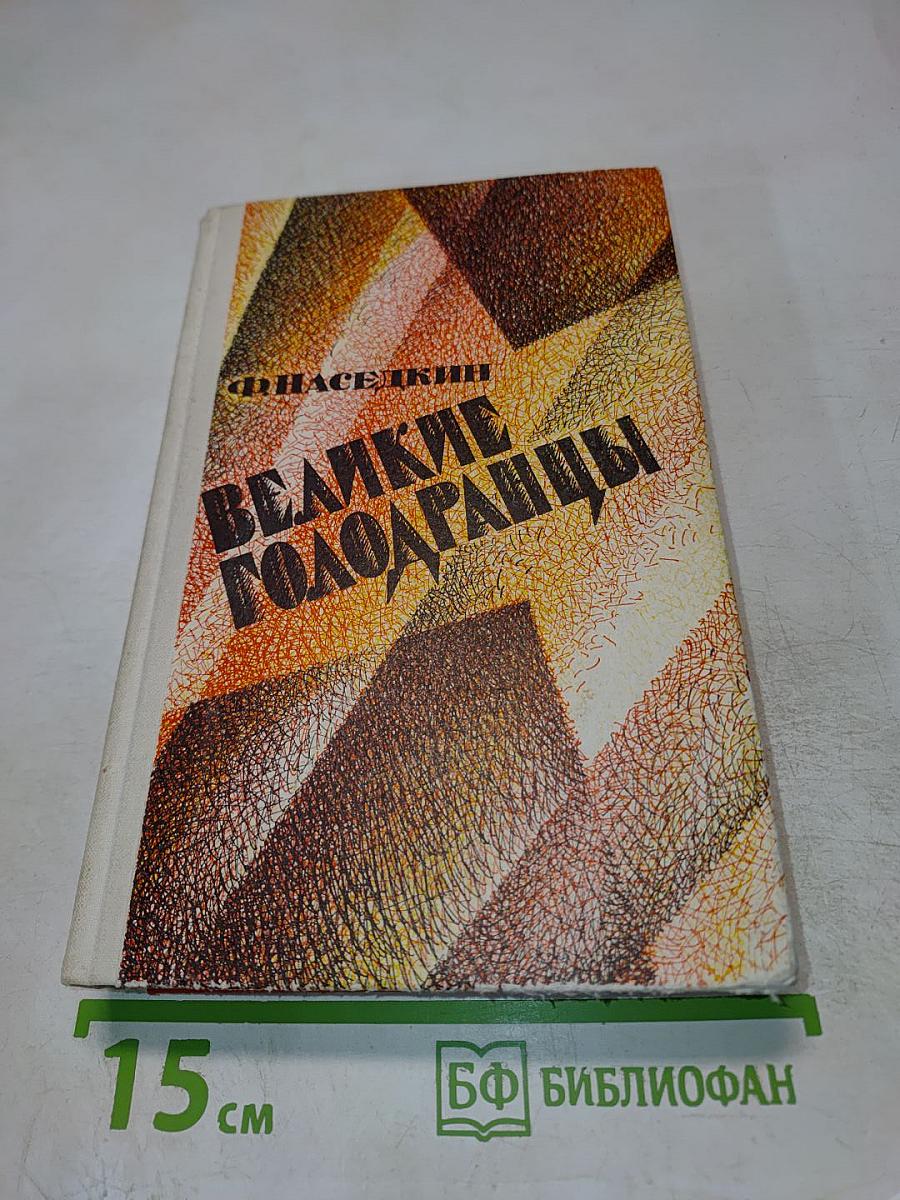 Ф. НАСЕДКИН
ВЕЛИКИЕ
ГОЛОДРАНЦЫ
15 см
БФ БИБЛИОФАН